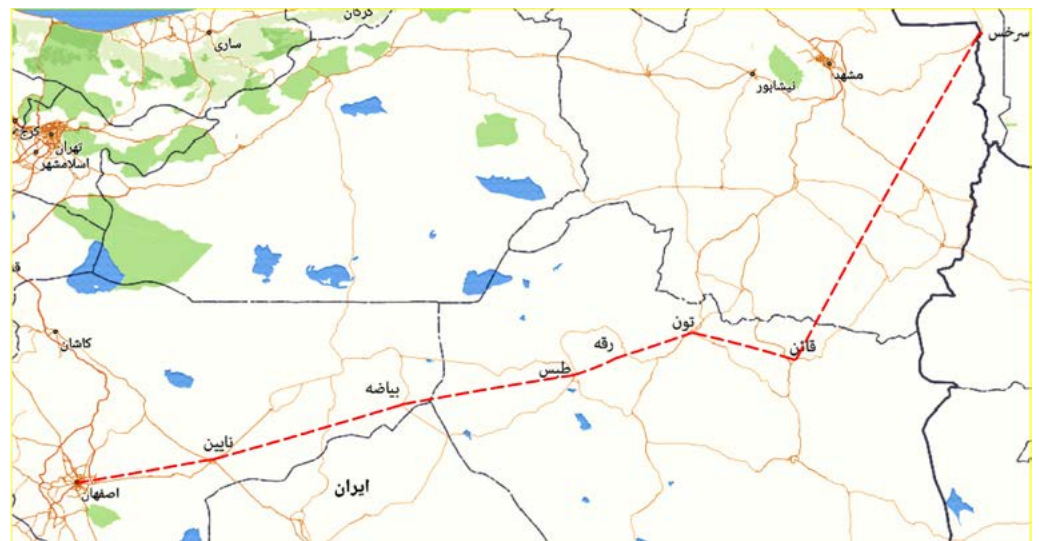 گرگان
ساری
سرخس
مشهد
نیشابور
کرج
تهران
اسلامشهر
تون
قائن
رقه
طبس
کاشان
بیاضه
نایین
ایران
اصفهان